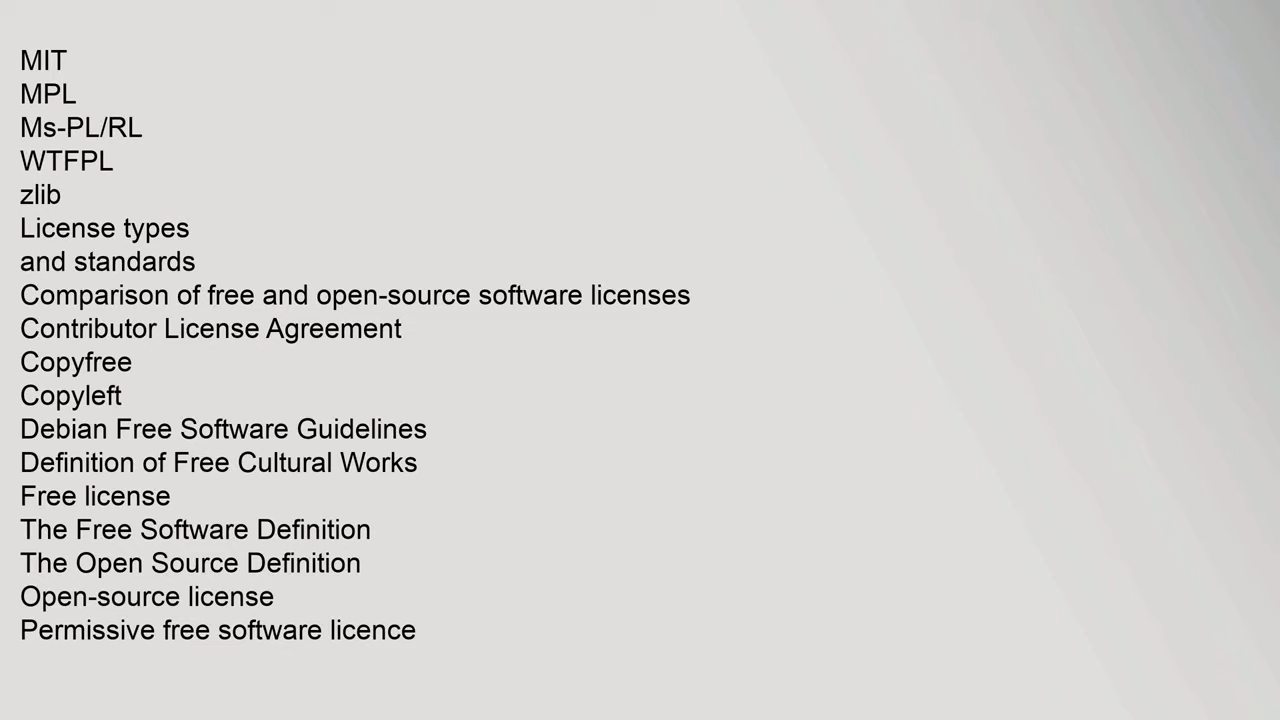 MIT
MPL
Ms-PL/RL
WTFPL
zlib
License types
and standards
Comparison of free and open-source software licenses
Contributor License Agreement
Copyfree
Copyleft
Debian Free Software Guidelines
Definition of Free Cultural Works
Free license
The Free Software Definition
The Open Source Definition
Open-source license
Permissive free software licence